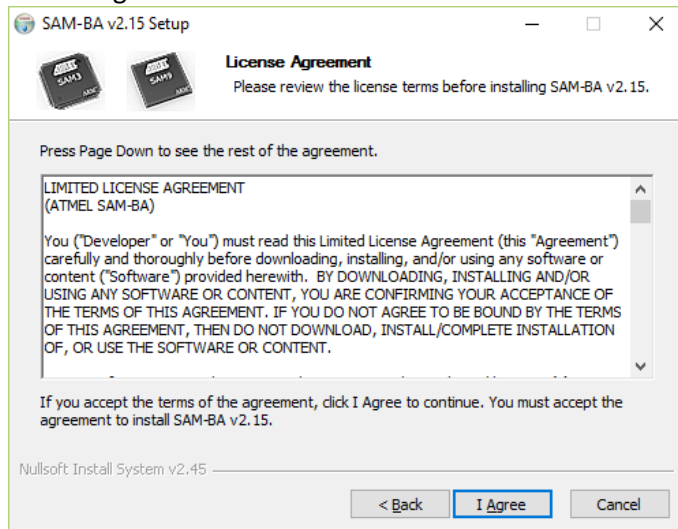 SAM-BA v2.15 Setup
ATMEL
SAM3
ATMEL
SAM9
License Agreement
Please review the license terms before installing SAM-BA v2.15.
Press Page Down to see the rest of the agreement.
LIMITED LICENSE AGREEMENT
(ATMEL SAM-BA)
You ("Developer" or "You") must read this Limited License Agreement (this "Agreement")
carefully and thoroughly before downloading, installing, and/or using any software or
content ("Software") provided herewith.  BY DOWNLOADING, INSTALLING AND/OR
USING ANY SOFTWARE OR CONTENT, YOU ARE CONFIRMING YOUR ACCEPTANCE OF
THE TERMS OF THIS AGREEMENT. IF YOU DO NOT AGREE TO BE BOUND BY THE TERMS
OF THIS AGREEMENT, THEN DO NOT DOWNLOAD, INSTALL/COMPLETE INSTALLATION
OF, OR USE THE SOFTWARE OR CONTENT.
If you accept the terms of the agreement, click I Agree to continue. You must accept the
agreement to install SAM-BA v2.15.
Nullsoft Install System v2.45
< Back
I Agree
Cancel